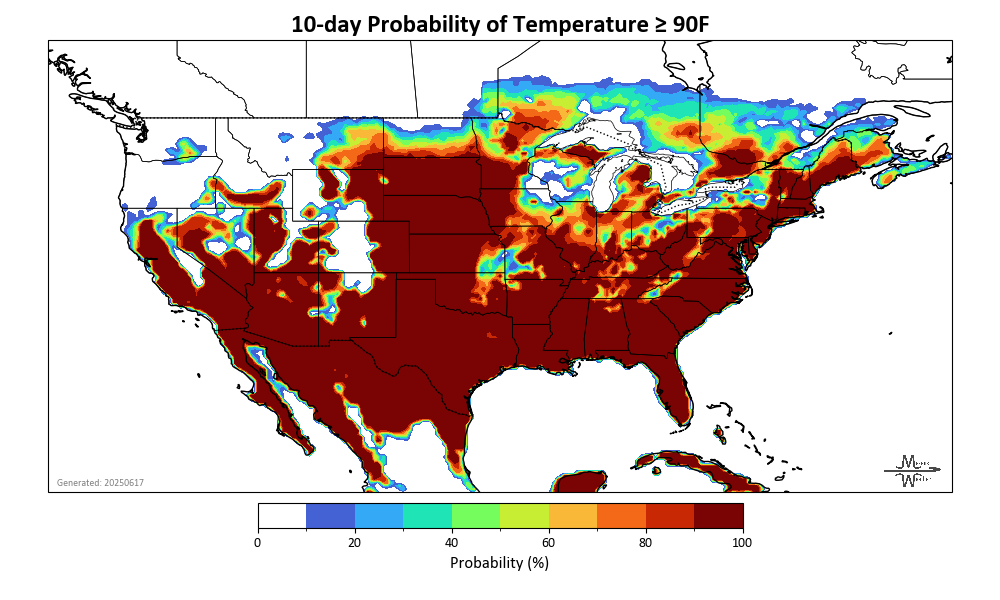 10-day Probability of Temperature ≥ 90F
Generated: 20250617
0 20 40 60 80 100
Probability (%)